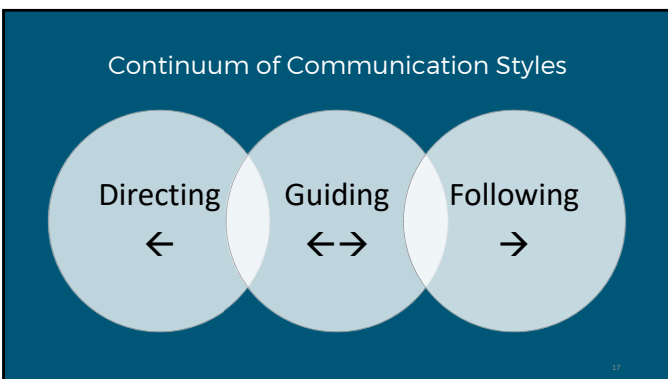 Continuum of Communication Styles
Directing Guiding Following
← ←→ →
17